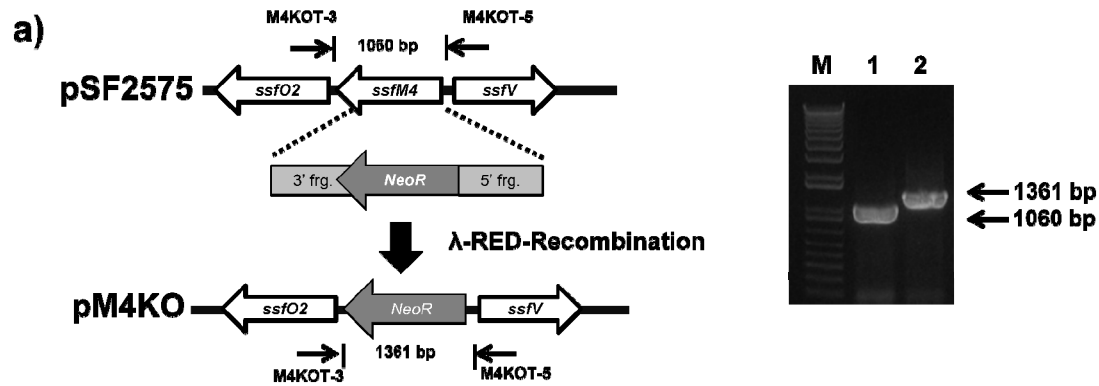 a)
M4KOT-3
M4KOT-5
1060 bp
pSF2575
ssfO2
ssfM4
ssfV
3' frg.
NeoR
5' frg.
λ-RED-Recombination
pM4KO
ssfO2
NeoR
ssfV
M4KOT-3
1361 bp
M4KOT-5
M 1 2
1361 bp
1060 bp